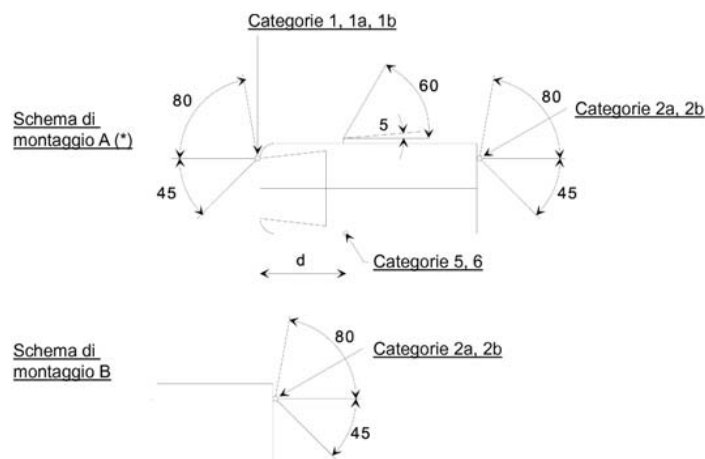 Categorie 1, 1a, 1b
80
60
80
Schema di
montaggio A (*)
5
Categorie 2a, 2b
45
45
d
Categorie 5, 6
Schema di
montaggio B
80
Categorie 2a, 2b
45